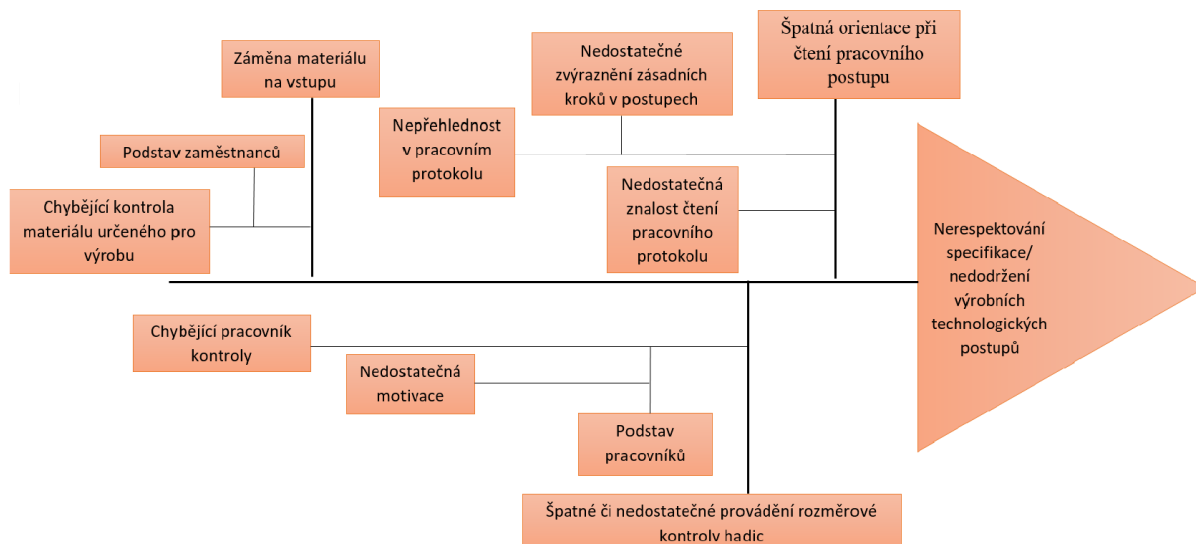 Záměna materiálu
na vstupu
Nedostatečné
zvýraznění zásadních
kroků v postupech
Špatná orientace při
čtení pracovního
postupu
Podstav zaměstnanců
Nepřehlednost
v pracovním
protokolu
Chybějící kontrola
materiálu určeného pro
výrobu
Nedostatečná
znalost čtení
pracovního
protokolu
Nerespektování
specifikace/
nedodržení
výrobních
technologických
postupů
Chybějící pracovník
kontroly
Nedostatečná
motivace
Podstav
pracovníků
Špatné či nedostatečné provádění rozměrové
kontroly hadic